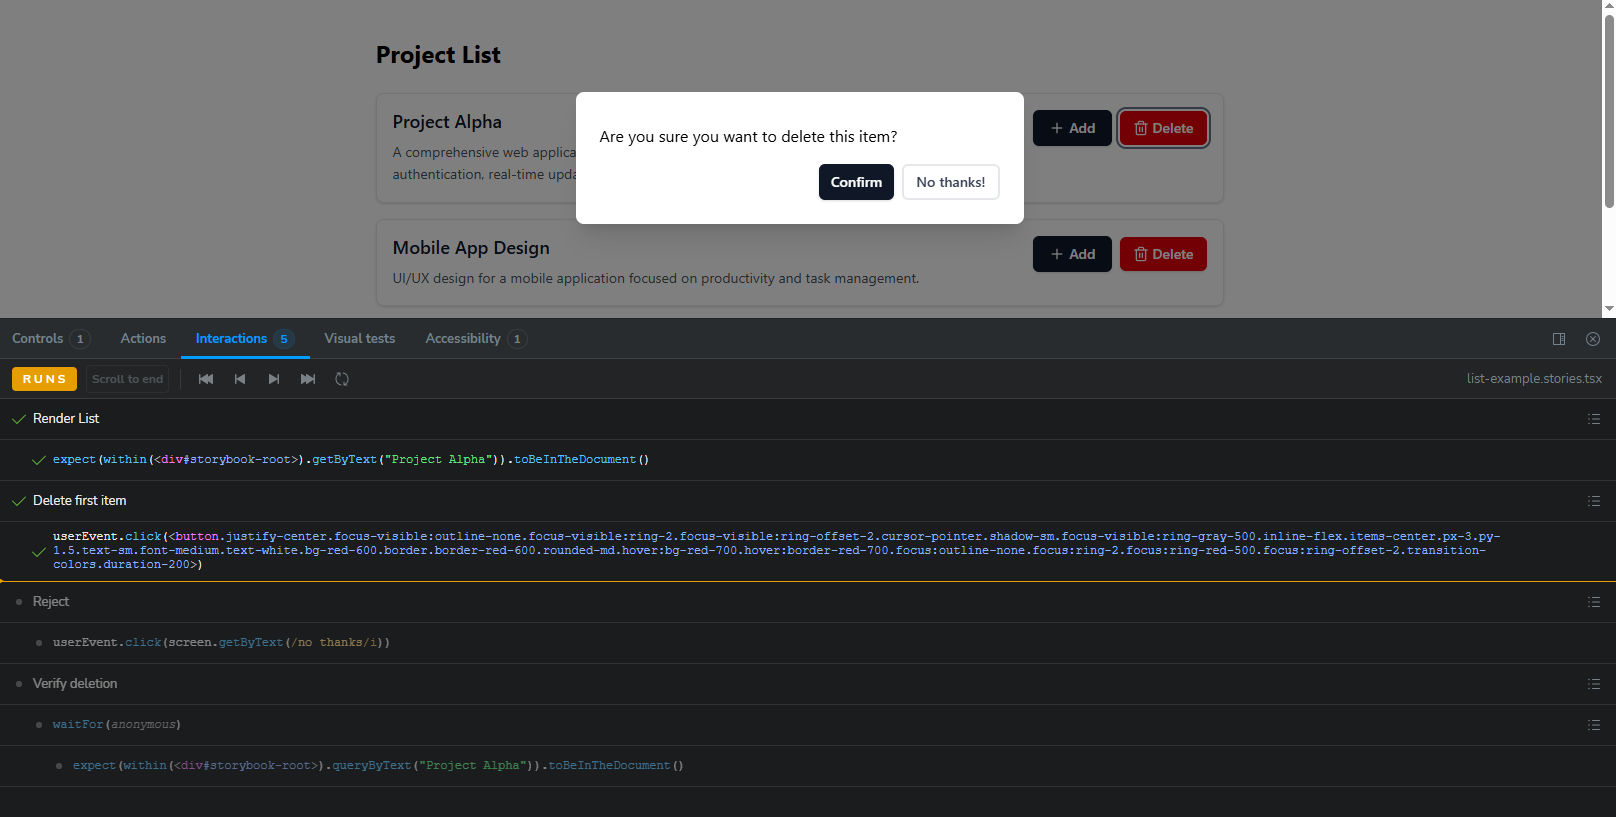 Project List
Project Alpha
+ Add
Delete
A comprehensive web applica
authentication, real-time upda
Are you sure you want to delete this item?
Confirm
No thanks!
Mobile App Design
+ Add
Delete
UI/UX design for a mobile application focused on productivity and task management.
Controls 1
Actions
Interactions 5
Visual tests
Accessibility 1
RUNS
Scroll to end
list-example.stories.tsx
Render List
expect(within(<div#storybook-root>).getByText("Project Alpha")).toBeInTheDocument()
Delete first item
userEvent.click(<button.justify-center.focus-visible:outline-none.focus-visible:ring-2.focus-visible:ring-offset-2.cursor-pointer.shadow-sm.focus-visible:ring-gray-500.inline-flex.items-center.px-3.py-
1.5.text-sm.font-medium.text-white.bg-red-600.border.border-red-600.rounded-md.hover:bg-red-700.hover:border-red-700.focus:outline-none.focus:ring-2.focus:ring-red-500.focus:ring-offset-2.transition-
colors.duration-200>)
Reject
userEvent.click(screen.getByText(/no thanks/i))
Verify deletion
waitFor(anonymous)
expect(within(<div#storybook-root>).queryByText("Project Alpha")).toBeInTheDocument()